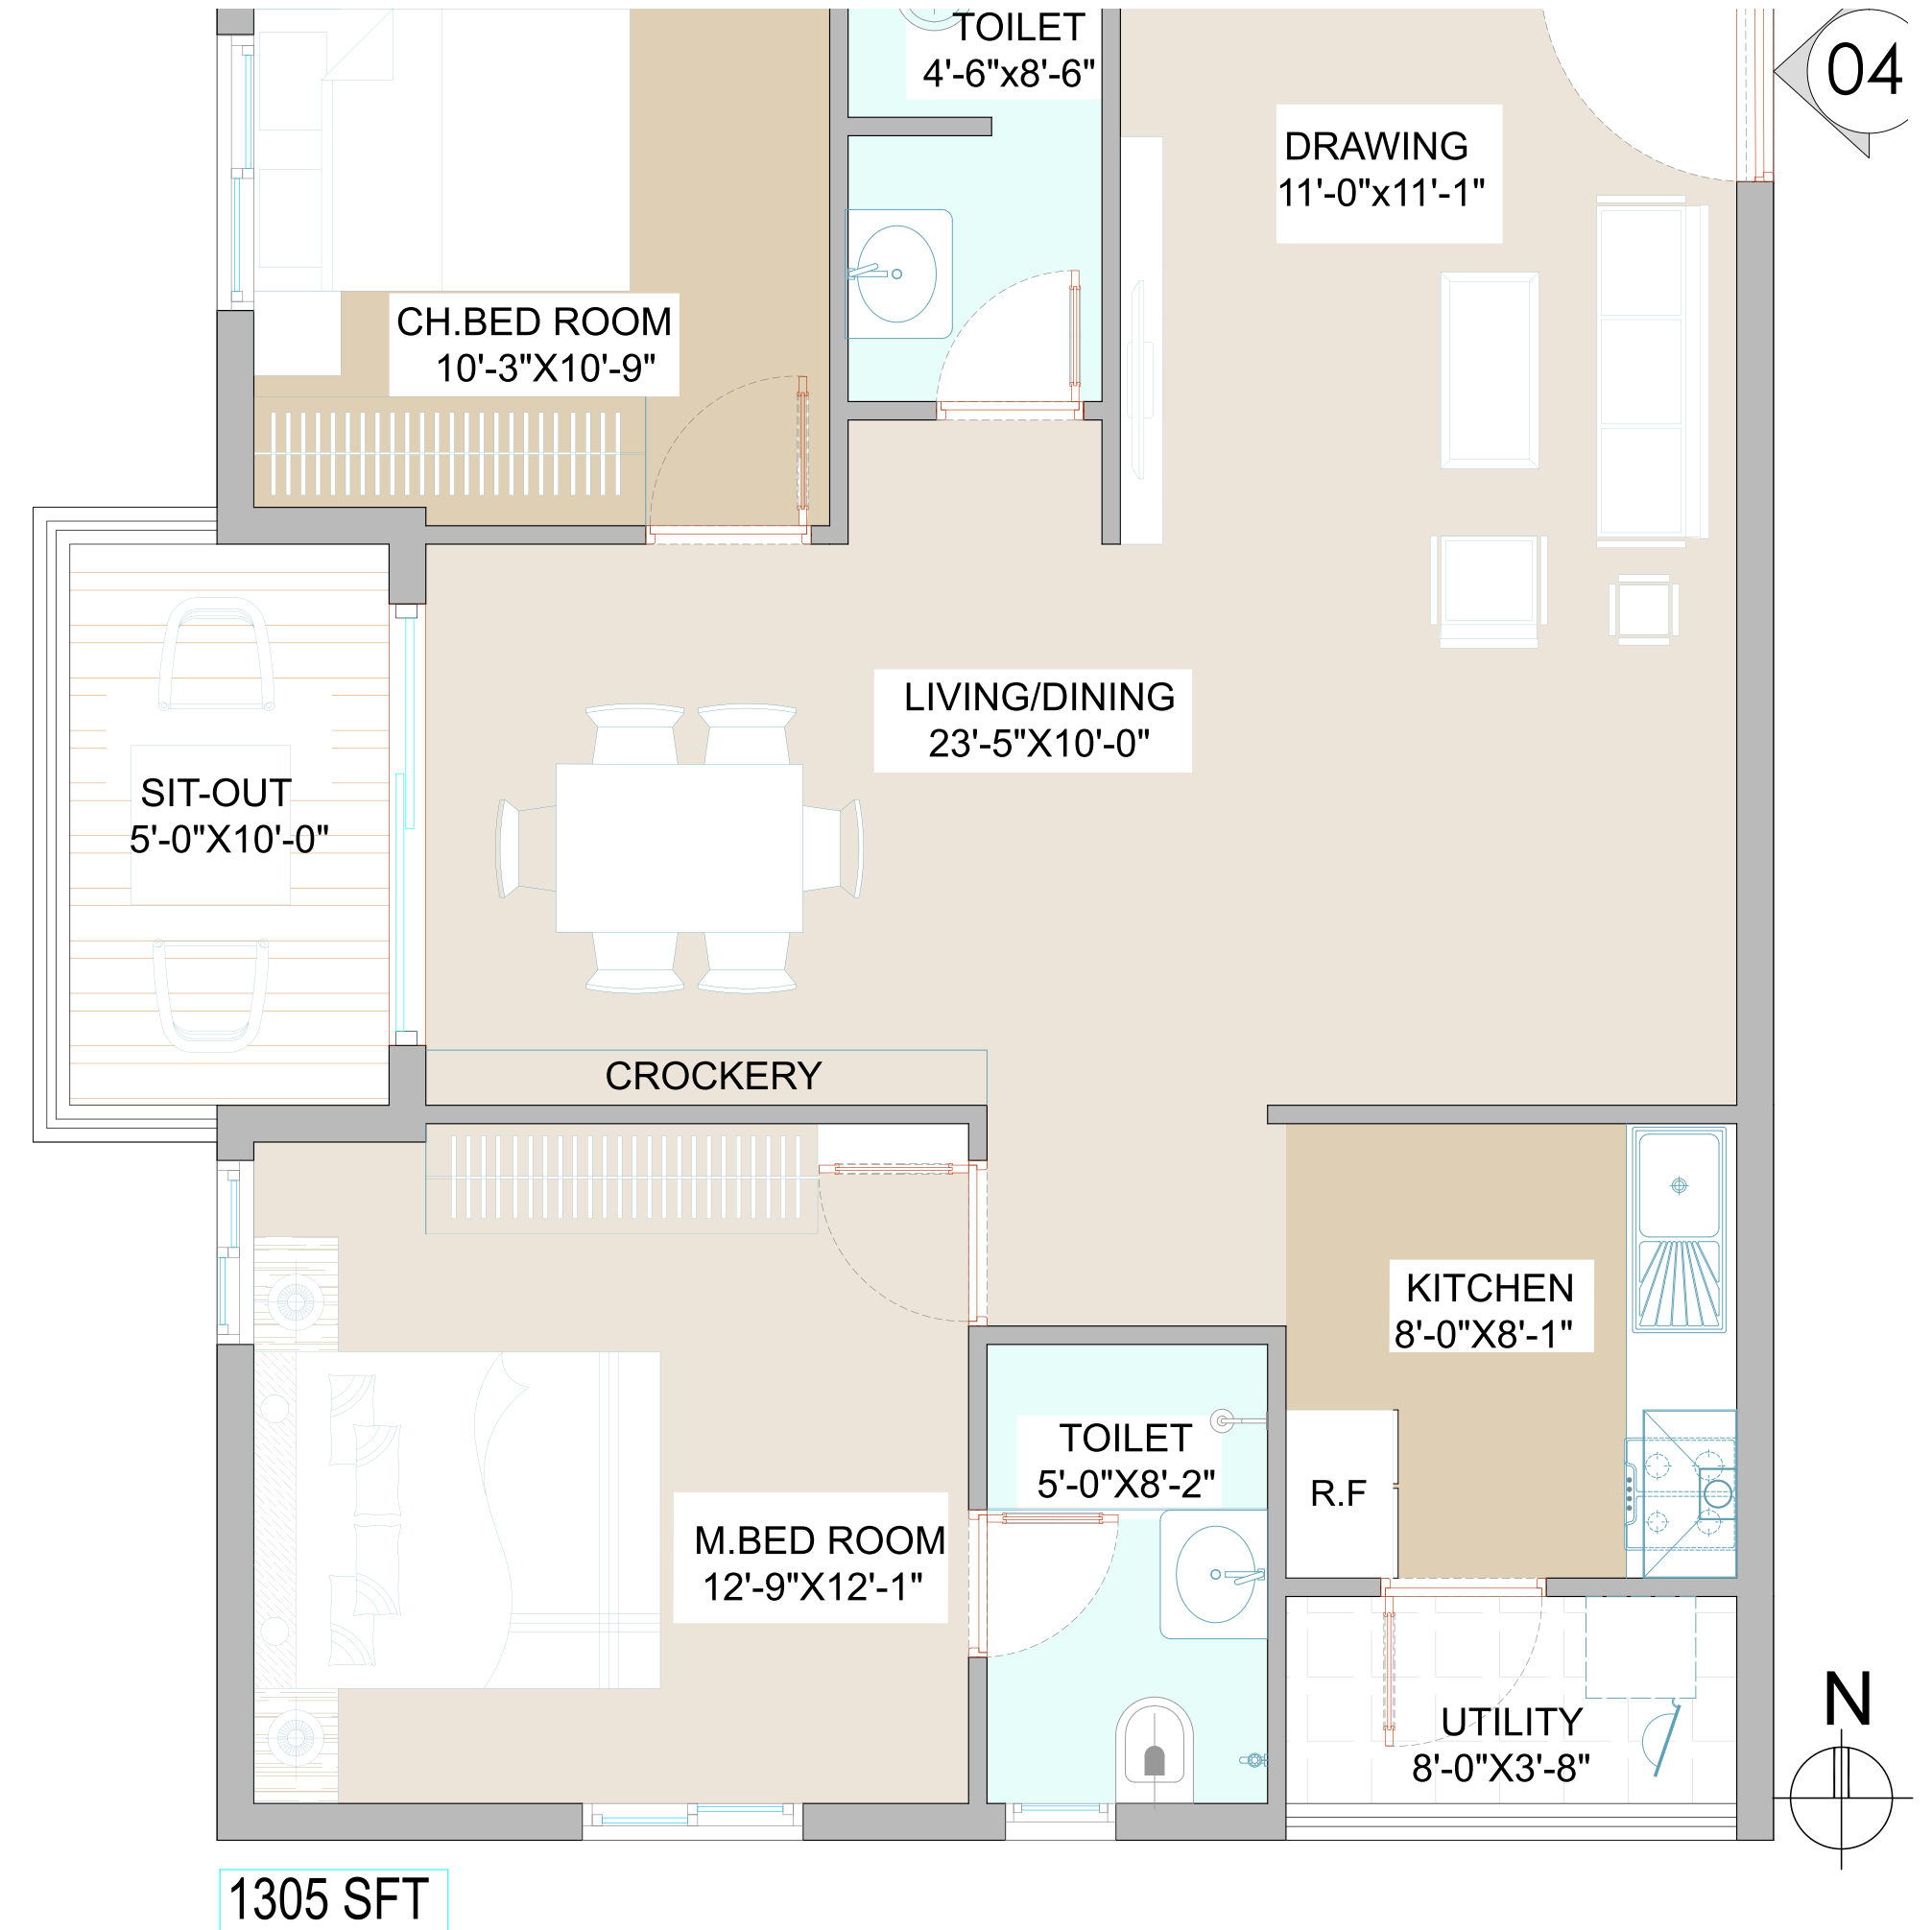 TOILET
4'-6"x8'-6"
04
DRAWING
11'-0"x11'-1"
CH.BED ROOM
10'-3"X10'-9"
LIVING/DINING
23'-5"X10'-0"
SIT-OUT
5'-0"X10'-0"
CROCKERY
KITCHEN
8'-0"X8'-1"
TOILET
5'-0"X8'-2"
R.F
M.BED ROOM
12'-9"X12'-1"
UTILITY
8'-0"X3'-8"
N
1305 SFT